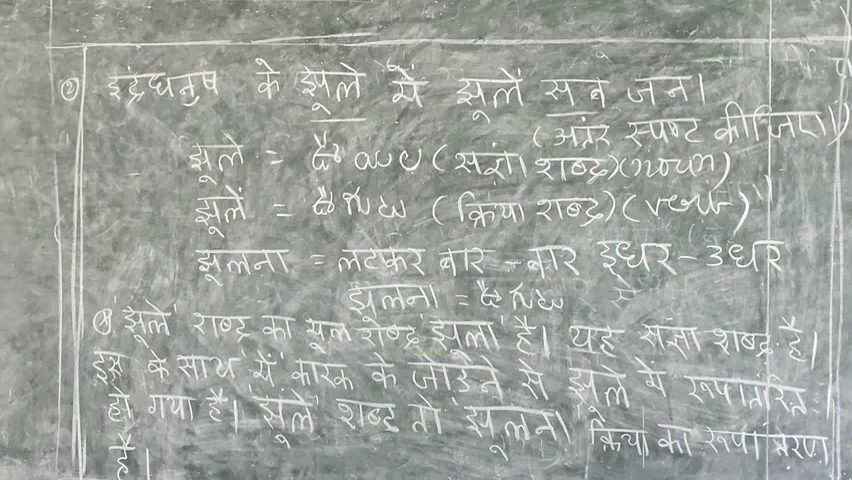 ② इंद्रधनुष के झूले में झूलें सब जन।
(अंतर स्पष्ट कीजिए।)
झूले = (संज्ञा शब्द)(noun)
झूलें = (क्रिया शब्द)(verb)
झूलना = लटकर बार-बार इधर-उधर
झूलना = से
झूले शब्द का मूल शब्द झूला है। यह संज्ञा शब्द है।
इस के साथ 'में' कारक के जोडने से झूले में रूपांतरित
हो गया है। झूलें शब्द तो झूलना क्रिया का रूपांतरण
है।